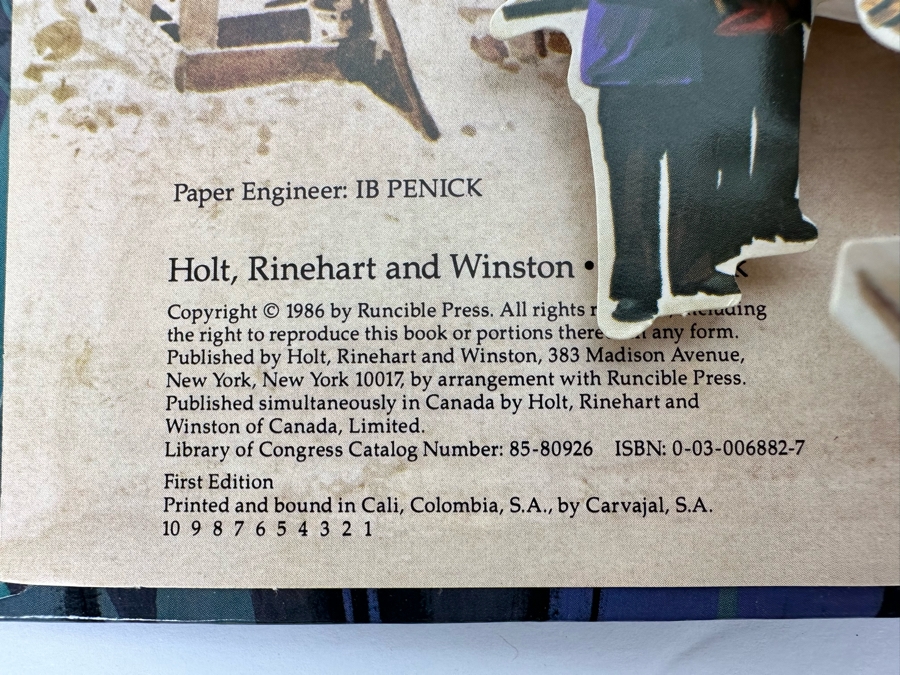 Paper Engineer: IB PENICK
Holt, Rinehart and Winston •
Copyright © 1986 by Runcible Press. All rights
the right to reproduce this book or portions any form.
Published by Holt, Rinehart and Winston, 383 Madison Avenue,
New York, New York 10017, by arrangement with Runcible Press.
Published simultaneously in Canada by Holt, Rinehart and
Winston of Canada, Limited.
Library of Congress Catalog Number: 85-80926 ISBN: 0-03-006882-7
First Edition
Printed and bound in Cali, Colombia, S.A., by Carvajal, S.A.
10 9 8 7 6 5 4 3 2 1